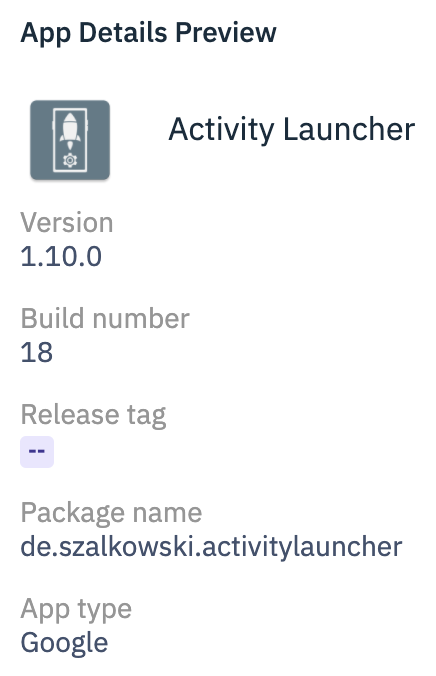 App Details Preview
Activity Launcher
Version
1.10.0
Build number
18
Release tag
--
Package name
de.szalkowski.activitylauncher
App type
Google